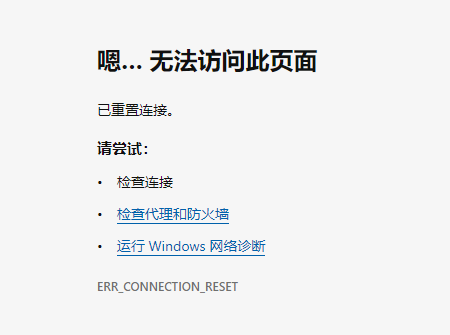 嗯… 无法访问此页面
已重置连接。
请尝试：
• 检查连接
• 检查代理和防火墙
• 运行 Windows 网络诊断
ERR_CONNECTION_RESET